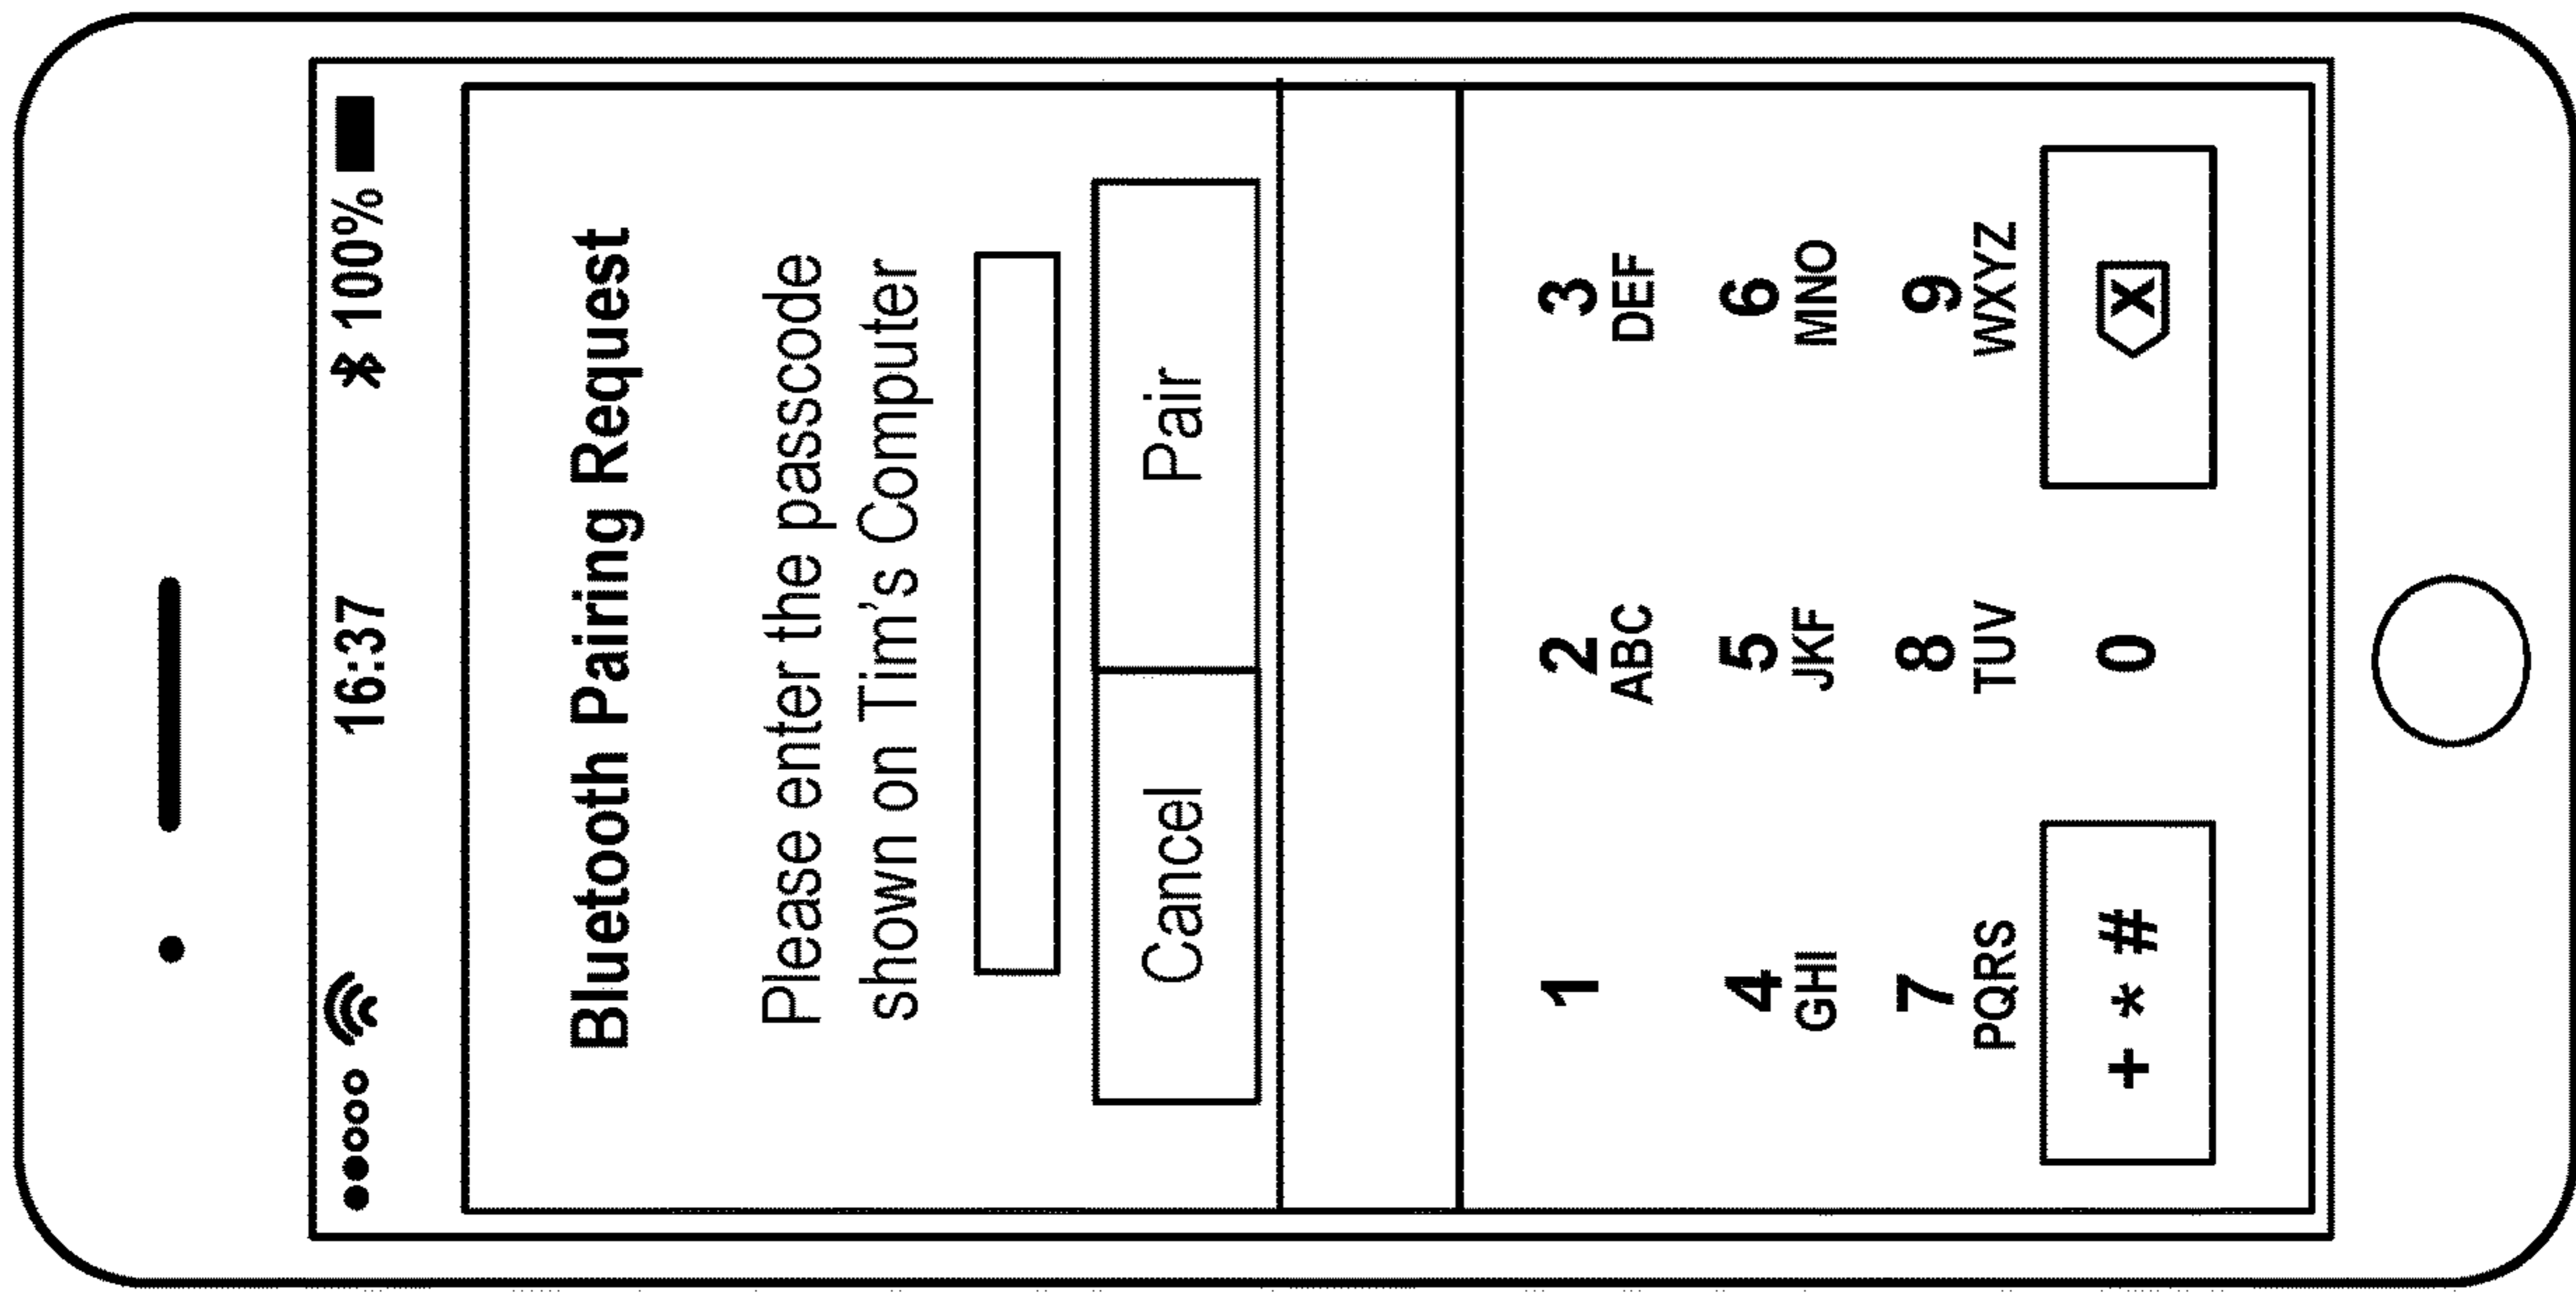 16:37 100%
Bluetooth Pairing Request
Please enter the passcode
shown on Tim's Computer
Cancel Pair
1 2 3
ABC DEF
4 5 6
GHI JKF MNO
7 8 9
PQRS TUV WXYZ
+ * # 0 X